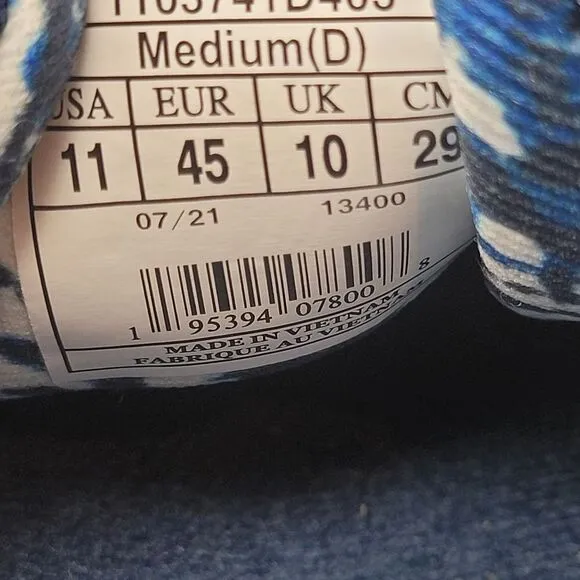 1103741D405
Medium(D)
USA EUR UK CM
11 45 10 29
07/21 13400
1 95394 07800 8
MADE IN VIETNAM
FABRIQUE AU VIETNAM